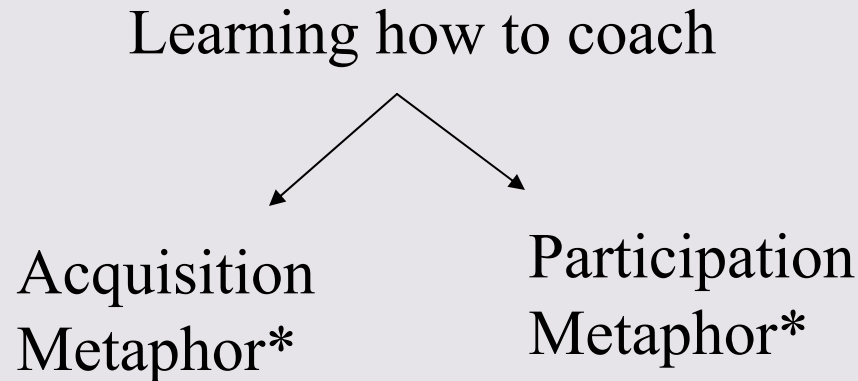 Learning how to coach
Acquisition
Metaphor*
Participation
Metaphor*